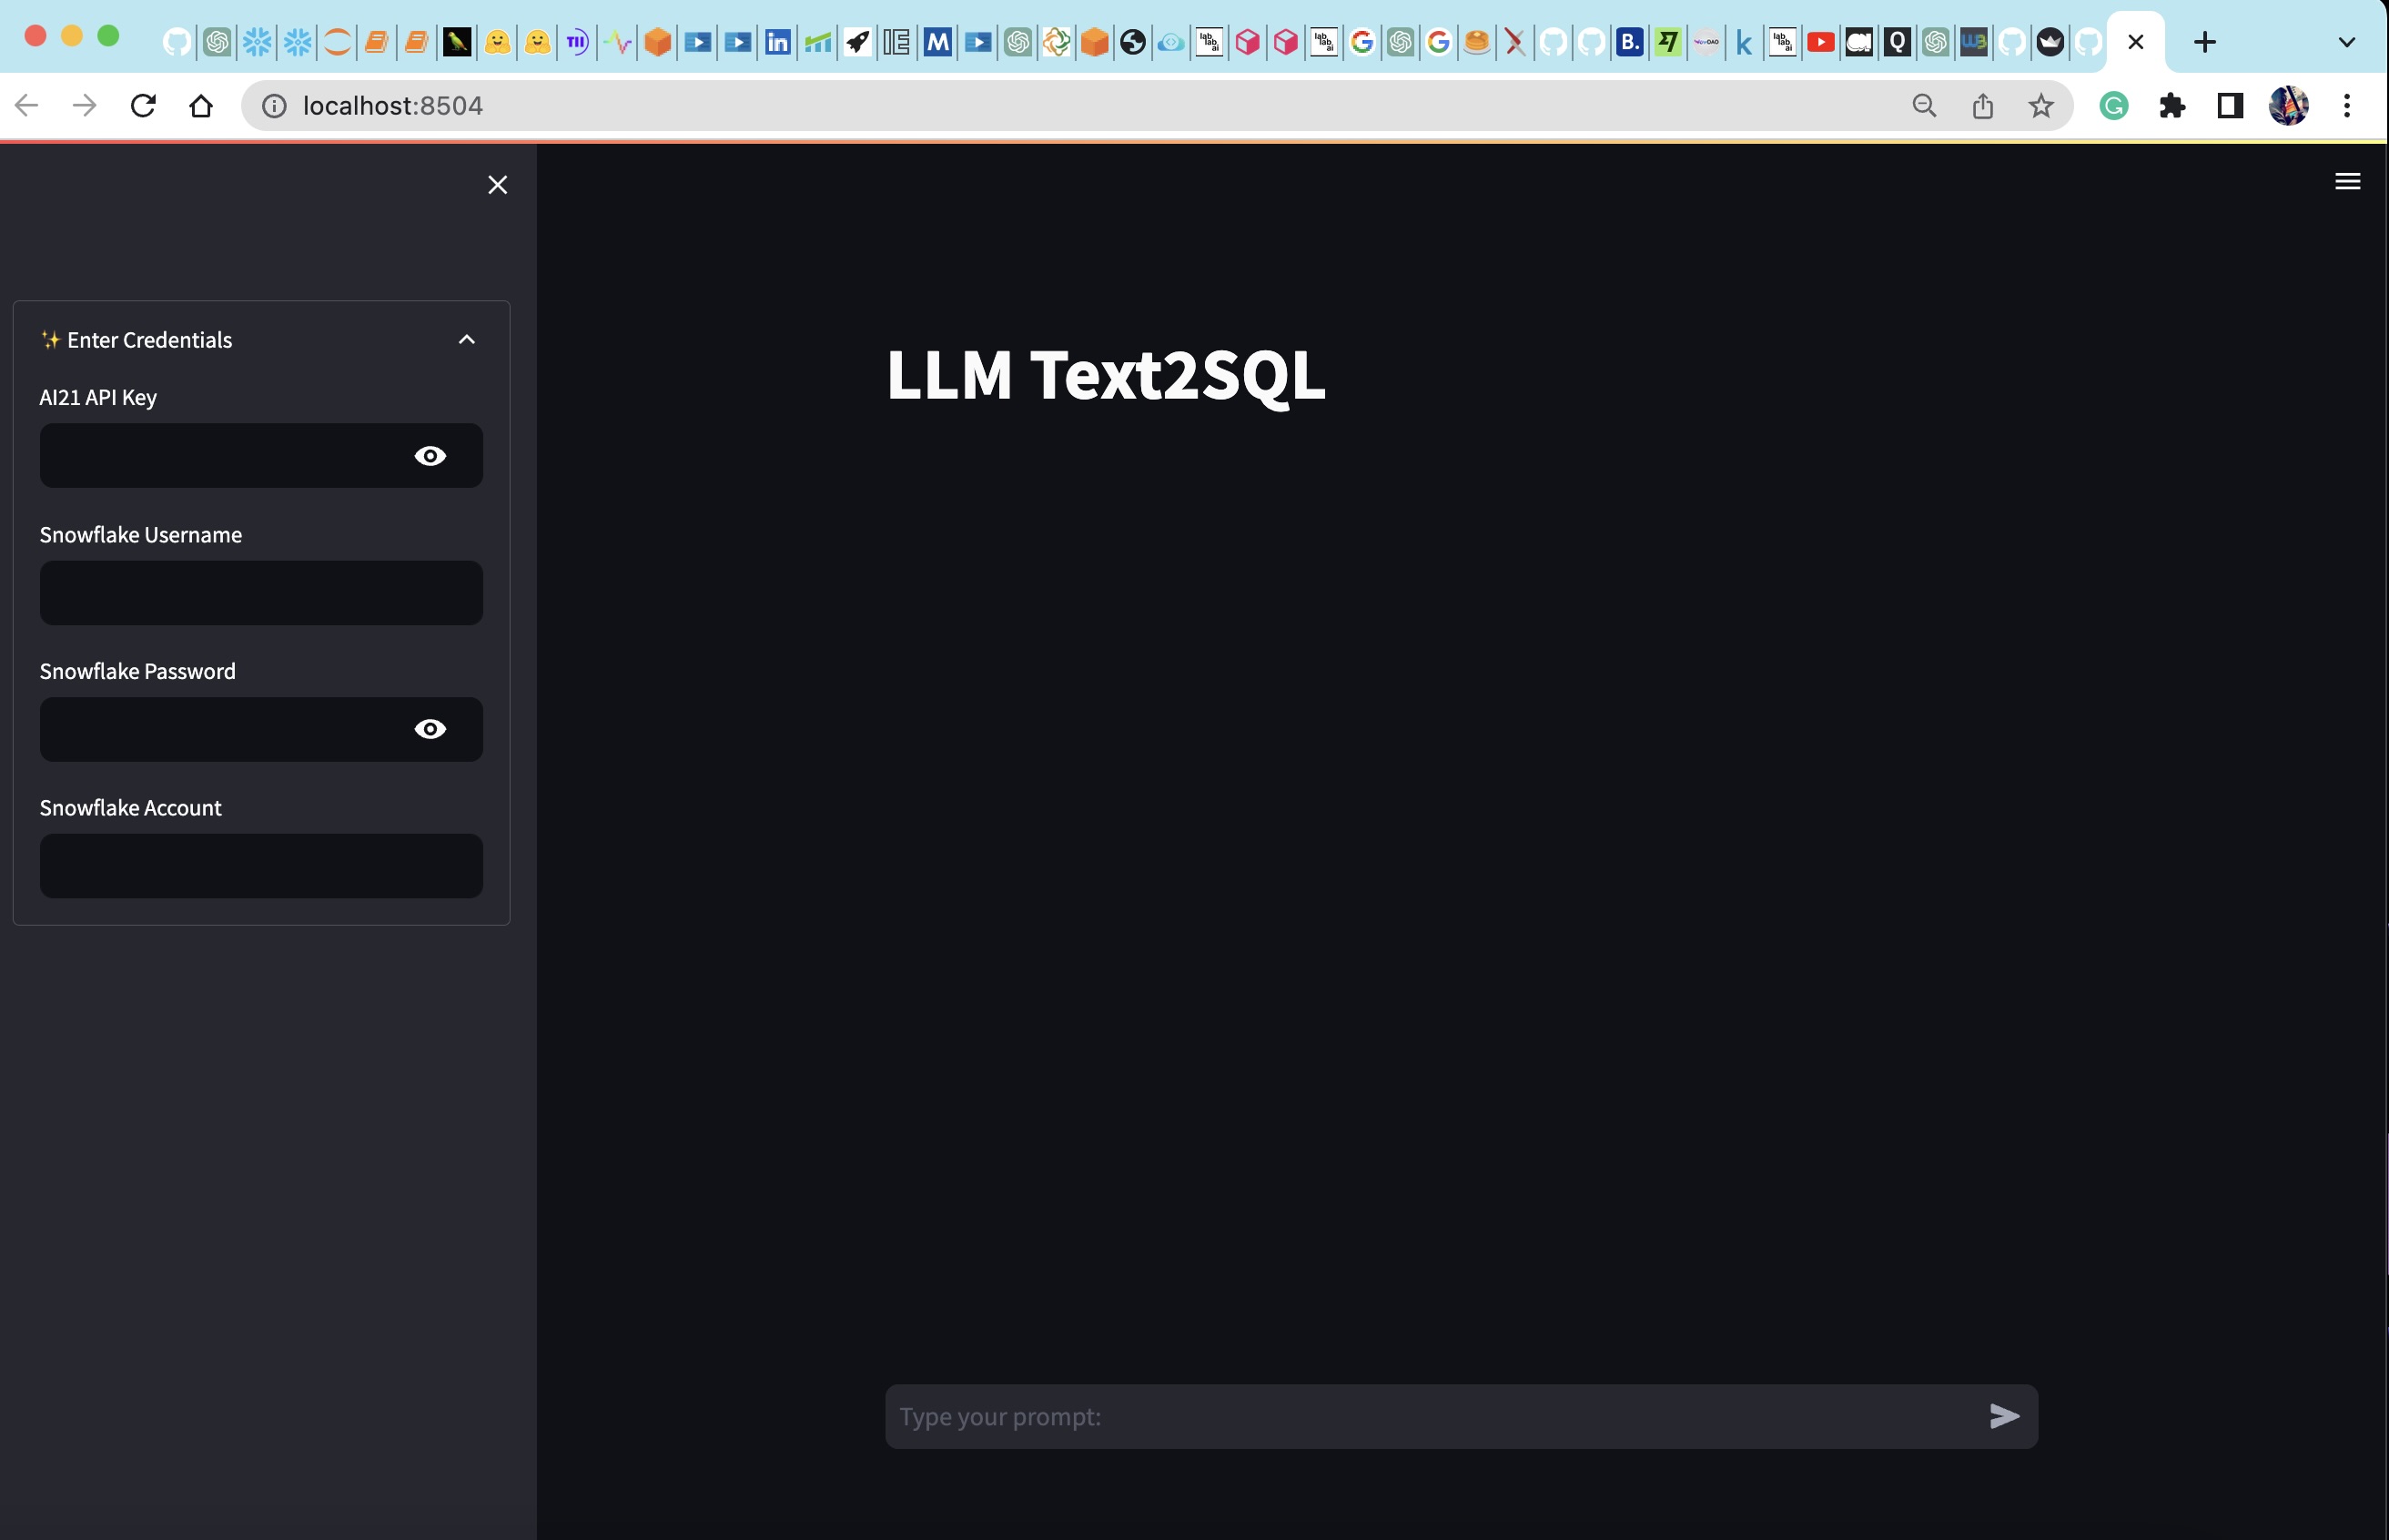 localhost:8504
✨ Enter Credentials
AI21 API Key
Snowflake Username
Snowflake Password
Snowflake Account
LLM Text2SQL
Type your prompt: